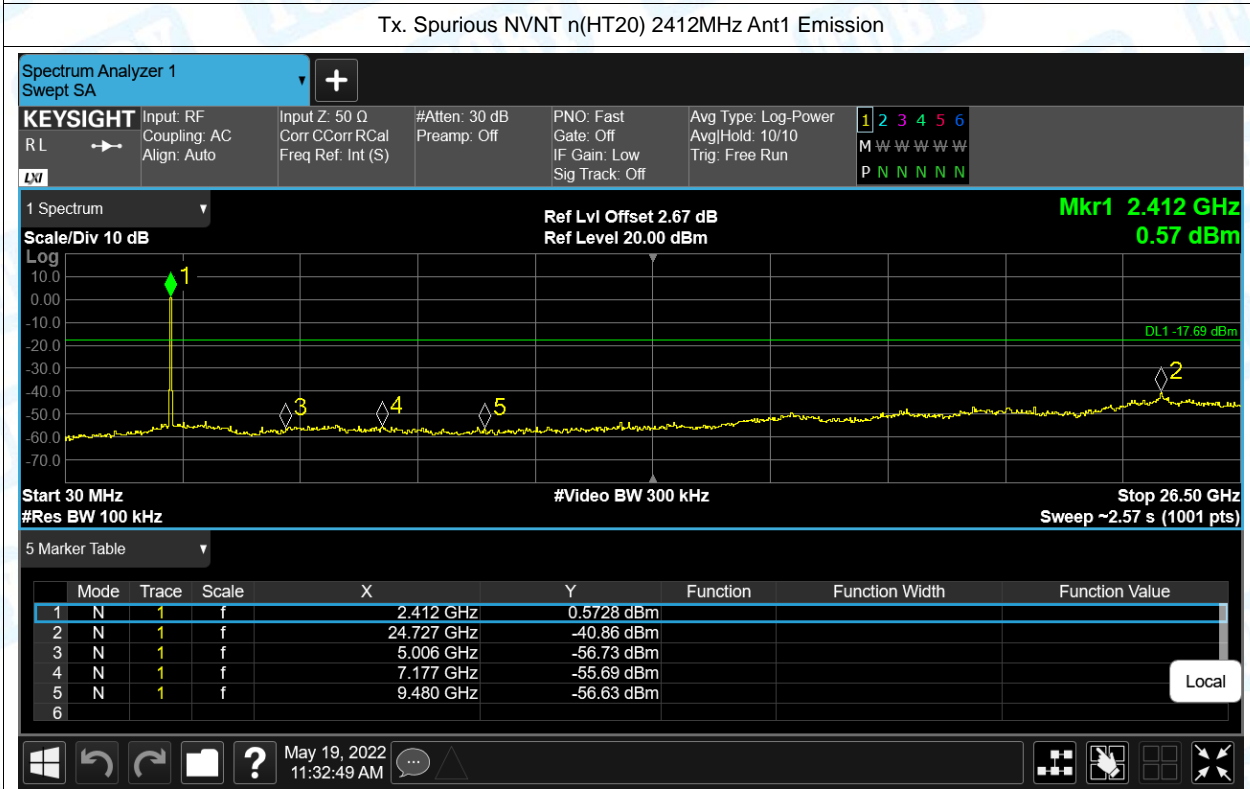 Tx. Spurious NVNT n(HT20) 2412MHz Ant1 Emission
Spectrum Analyzer 1
Swept SA
KEYSIGHT
RL
LXI
Input: RF
Coupling: AC
Align: Auto
Input Z: 50 Ω
Corr CCorr RCal
Freq Ref: Int (S)
#Atten: 30 dB
Preamp: Off
PNO: Fast
Gate: Off
IF Gain: Low
Sig Track: Off
Avg Type: Log-Power
Avg|Hold: 10/10
Trig: Free Run
1 2 3 4 5 6
M W W W W W W
P N N N N N N
1 Spectrum
Scale/Div 10 dB
Ref Lvl Offset 2.67 dB
Ref Level 20.00 dBm
Mkr1 2.412 GHz
0.57 dBm
Log
10.0
0.00
-10.0
-20.0
-30.0
-40.0
-50.0
-60.0
-70.0
1
DL1 -17.69 dBm
2
3
4
5
Start 30 MHz
#Res BW 100 kHz
#Video BW 300 kHz
Stop 26.50 GHz
Sweep ~2.57 s (1001 pts)
5 Marker Table
Mode Trace Scale X Y Function Function Width Function Value
1 N 1 f 2.412 GHz 0.5728 dBm
2 N 1 f 24.727 GHz -40.86 dBm
3 N 1 f 5.006 GHz -56.73 dBm
4 N 1 f 7.177 GHz -55.69 dBm
5 N 1 f 9.480 GHz -56.63 dBm
6
Local
?
May 19, 2022
11:32:49 AM